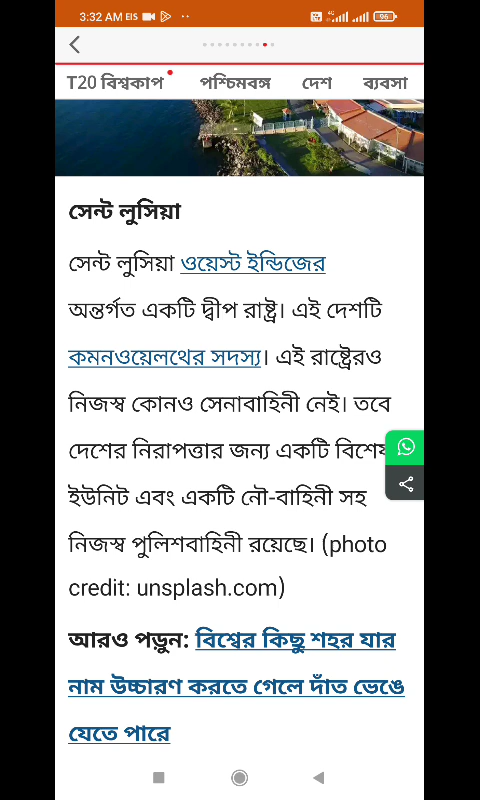 3:32 AM EIS
4G
96
T20 বিশ্বকাপ পশ্চিমবঙ্গ দেশ ব্যবসা
সেন্ট লুসিয়া
সেন্ট লুসিয়া ওয়েস্ট ইন্ডিজের
অন্তর্গত একটি দ্বীপ রাষ্ট্র। এই দেশটি
কমনওয়েলথের সদস্য। এই রাষ্ট্রেরও
নিজস্ব কোনও সেনাবাহিনী নেই। তবে
দেশের নিরাপত্তার জন্য একটি
ইউনিট এবং একটি নৌ-বাহিনী সহ
নিজস্ব পুলিশবাহিনী রয়েছে। (photo
credit: unsplash.com)
আরও পড়ুন: বিশ্বের কিছু শহর যার
নাম উচ্চারণ করতে গেলে দাঁত ভেঙে
যেতে পারে